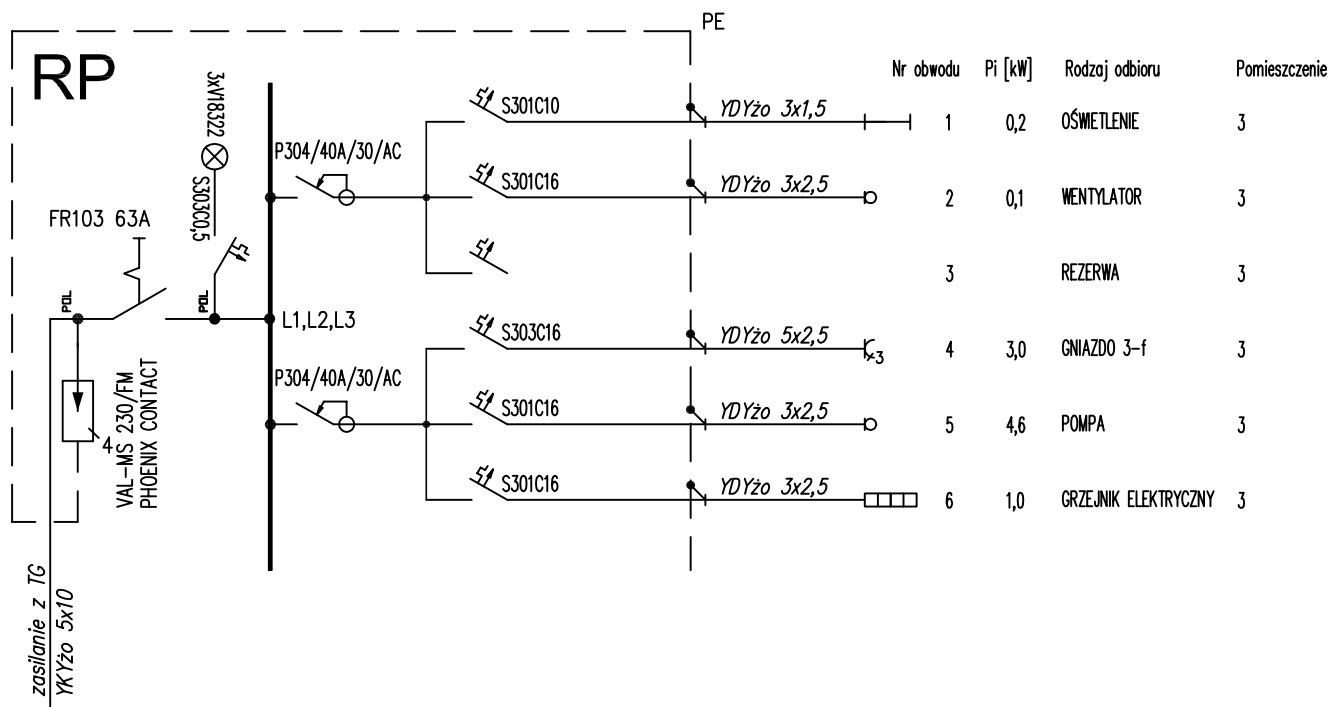 PE
RP
Nr obwodu Pi [kW] Rodzaj odbioru Pomieszczenie
3xV18322
S303C0,5
FR103 63A
P304/40A/30/AC
S301C10 YDYżo 3x1,5 1 0,2 OŚWIETLENIE 3
S301C16 YDYżo 3x2,5 2 0,1 WENTYLATOR 3
3 REZERWA 3
PDL
PDL
L1,L2,L3
S303C16 YDYżo 5x2,5 3 4 3,0 GNIAZDO 3-f 3
P304/40A/30/AC
S301C16 YDYżo 3x2,5 5 4,6 POMPA 3
S301C16 YDYżo 3x2,5 6 1,0 GRZEJNIK ELEKTRYCZNY 3
4
VAL-MS 230/FM
PHOENIX CONTACT
zasilanie z TG
YKYżo 5x10